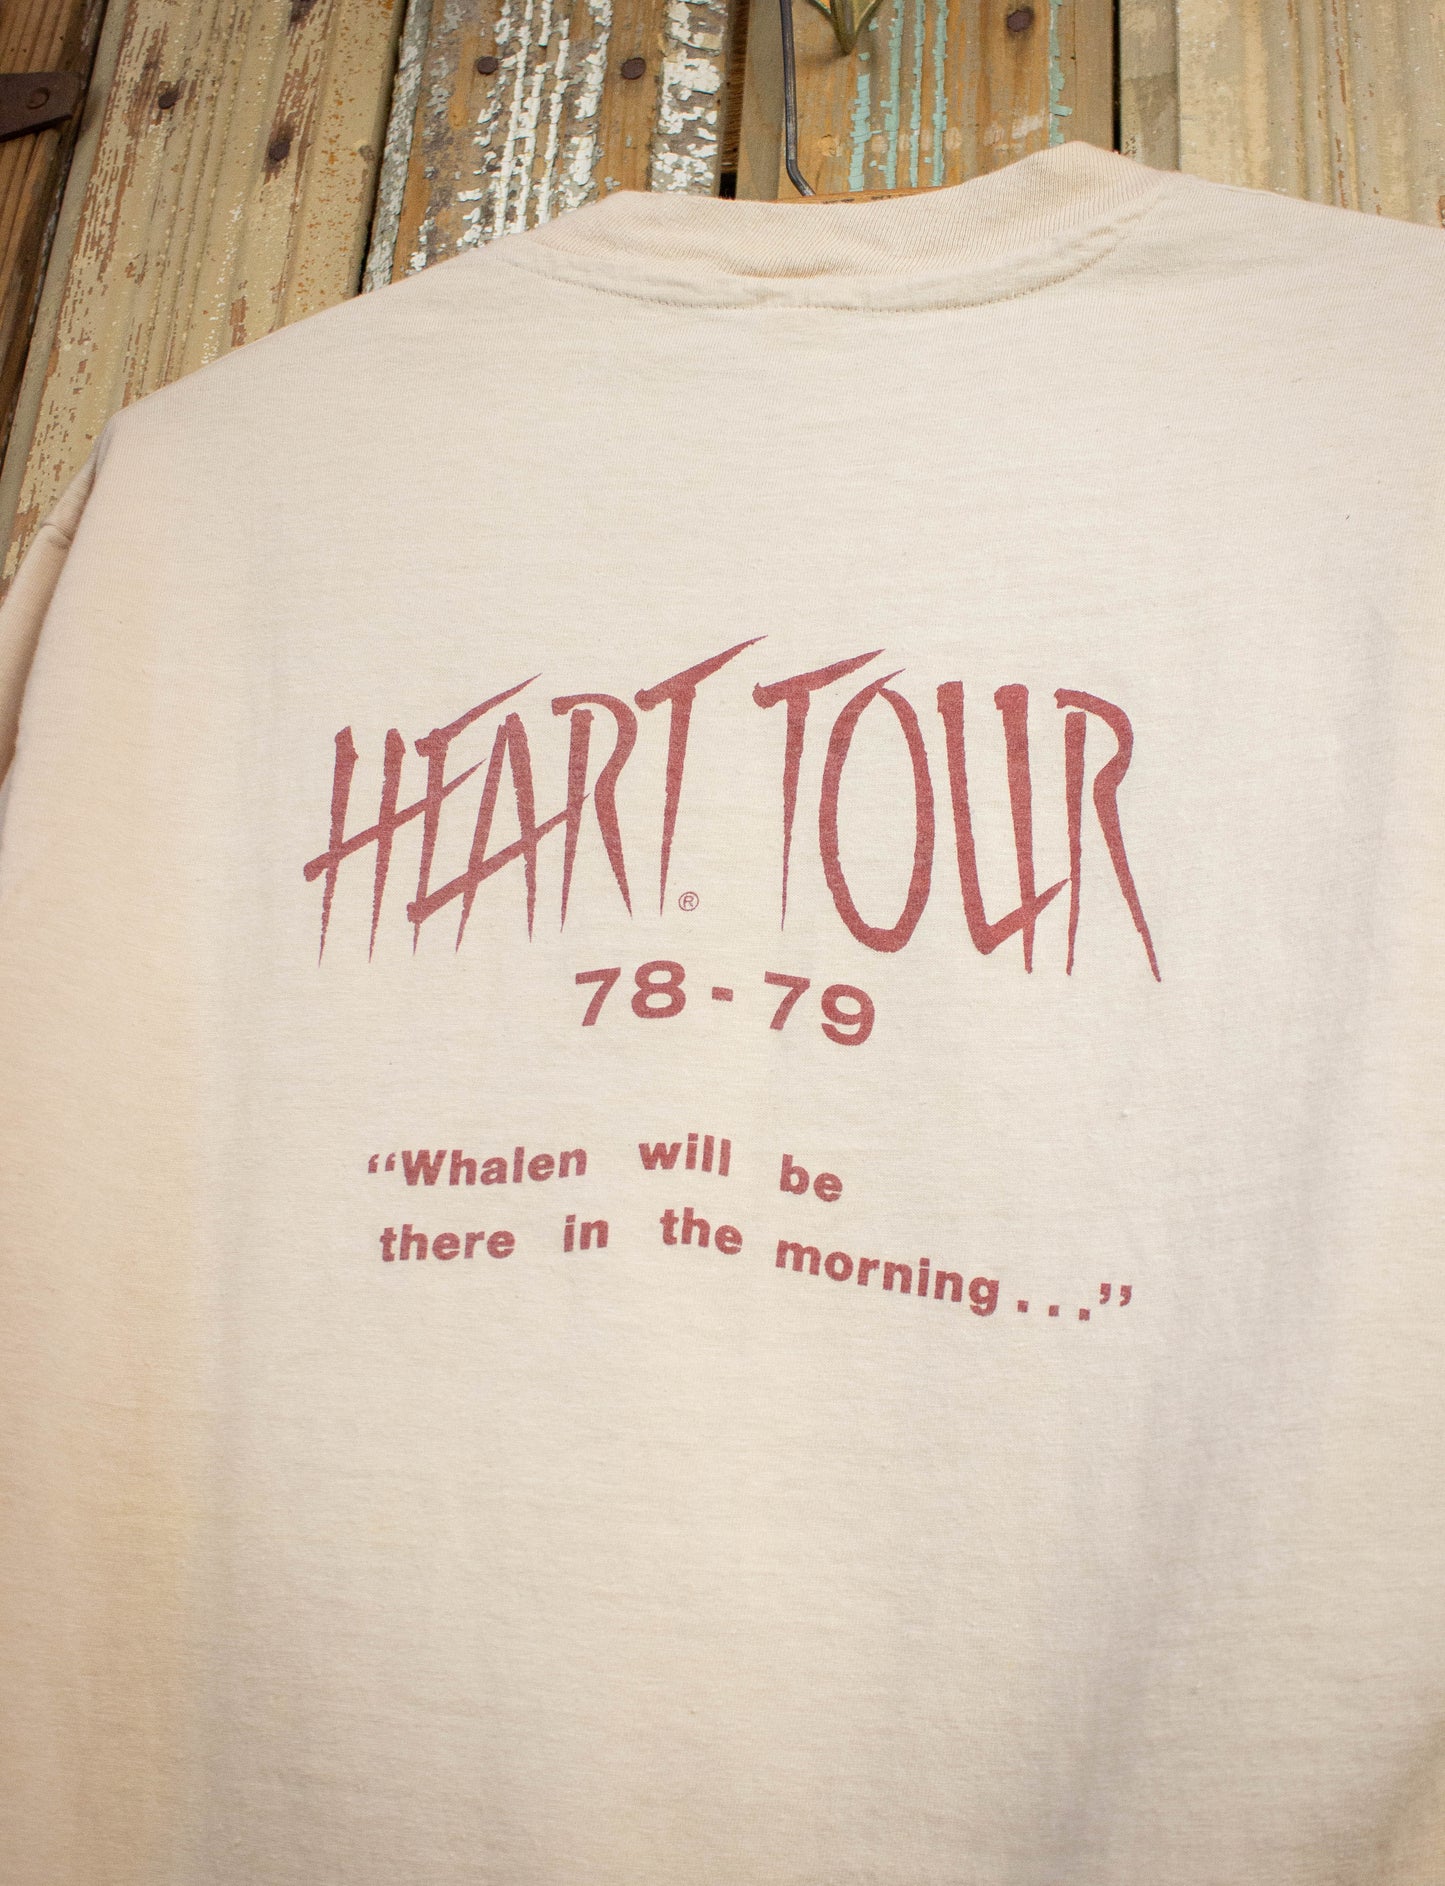 HEART® TOUR
78-79
“Whalen will be
there in the morning...”